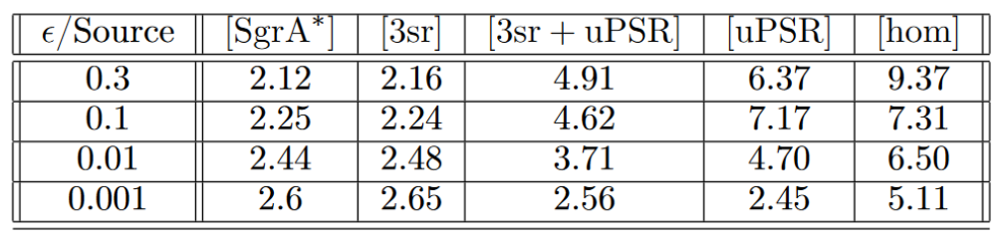 ϵ/Source [SgrA*] [3sr] [3sr + uPSR] [uPSR] [hom]
0.3 2.12 2.16 4.91 6.37 9.37
0.1 2.25 2.24 4.62 7.17 7.31
0.01 2.44 2.48 3.71 4.70 6.50
0.001 2.6 2.65 2.56 2.45 5.11